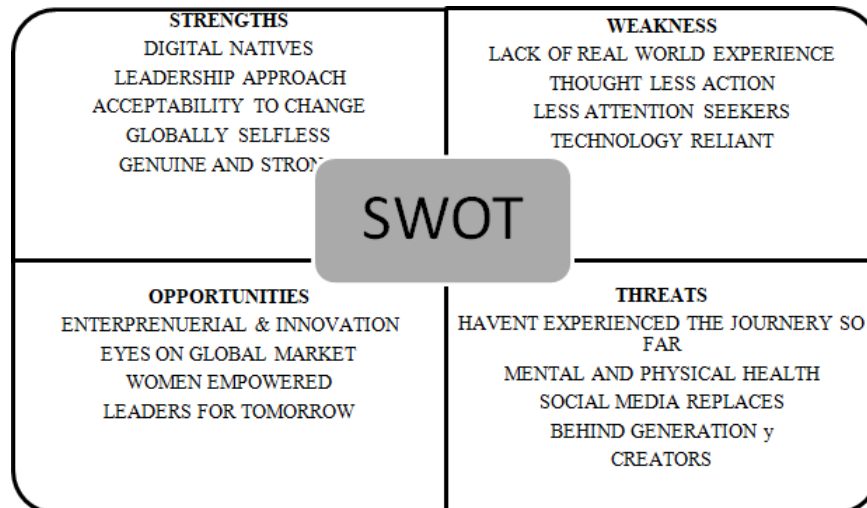 STRENGTHS
DIGITAL NATIVES
LEADERSHIP APPROACH
ACCEPTABILITY TO CHANGE
GLOBALLY SELFLESS
GENUINE AND
WEAKNESS
LACK OF REAL WORLD EXPERIENCE
THOUGHT LESS ACTION
LESS ATTENTION SEEKERS
TECHNOLOGY RELIANT
SWOT
OPPORTUNITIES
ENTERPRENUERIAL & INNOVATION
EYES ON GLOBAL MARKET
WOMEN EMPOWERED
LEADERS FOR TOMORROW
THREATS
HAVENT EXPERIENCED THE JOURNERY SO
FAR
MENTAL AND PHYSICAL HEALTH
SOCIAL MEDIA REPLACES
BEHIND GENERATION y
CREATORS